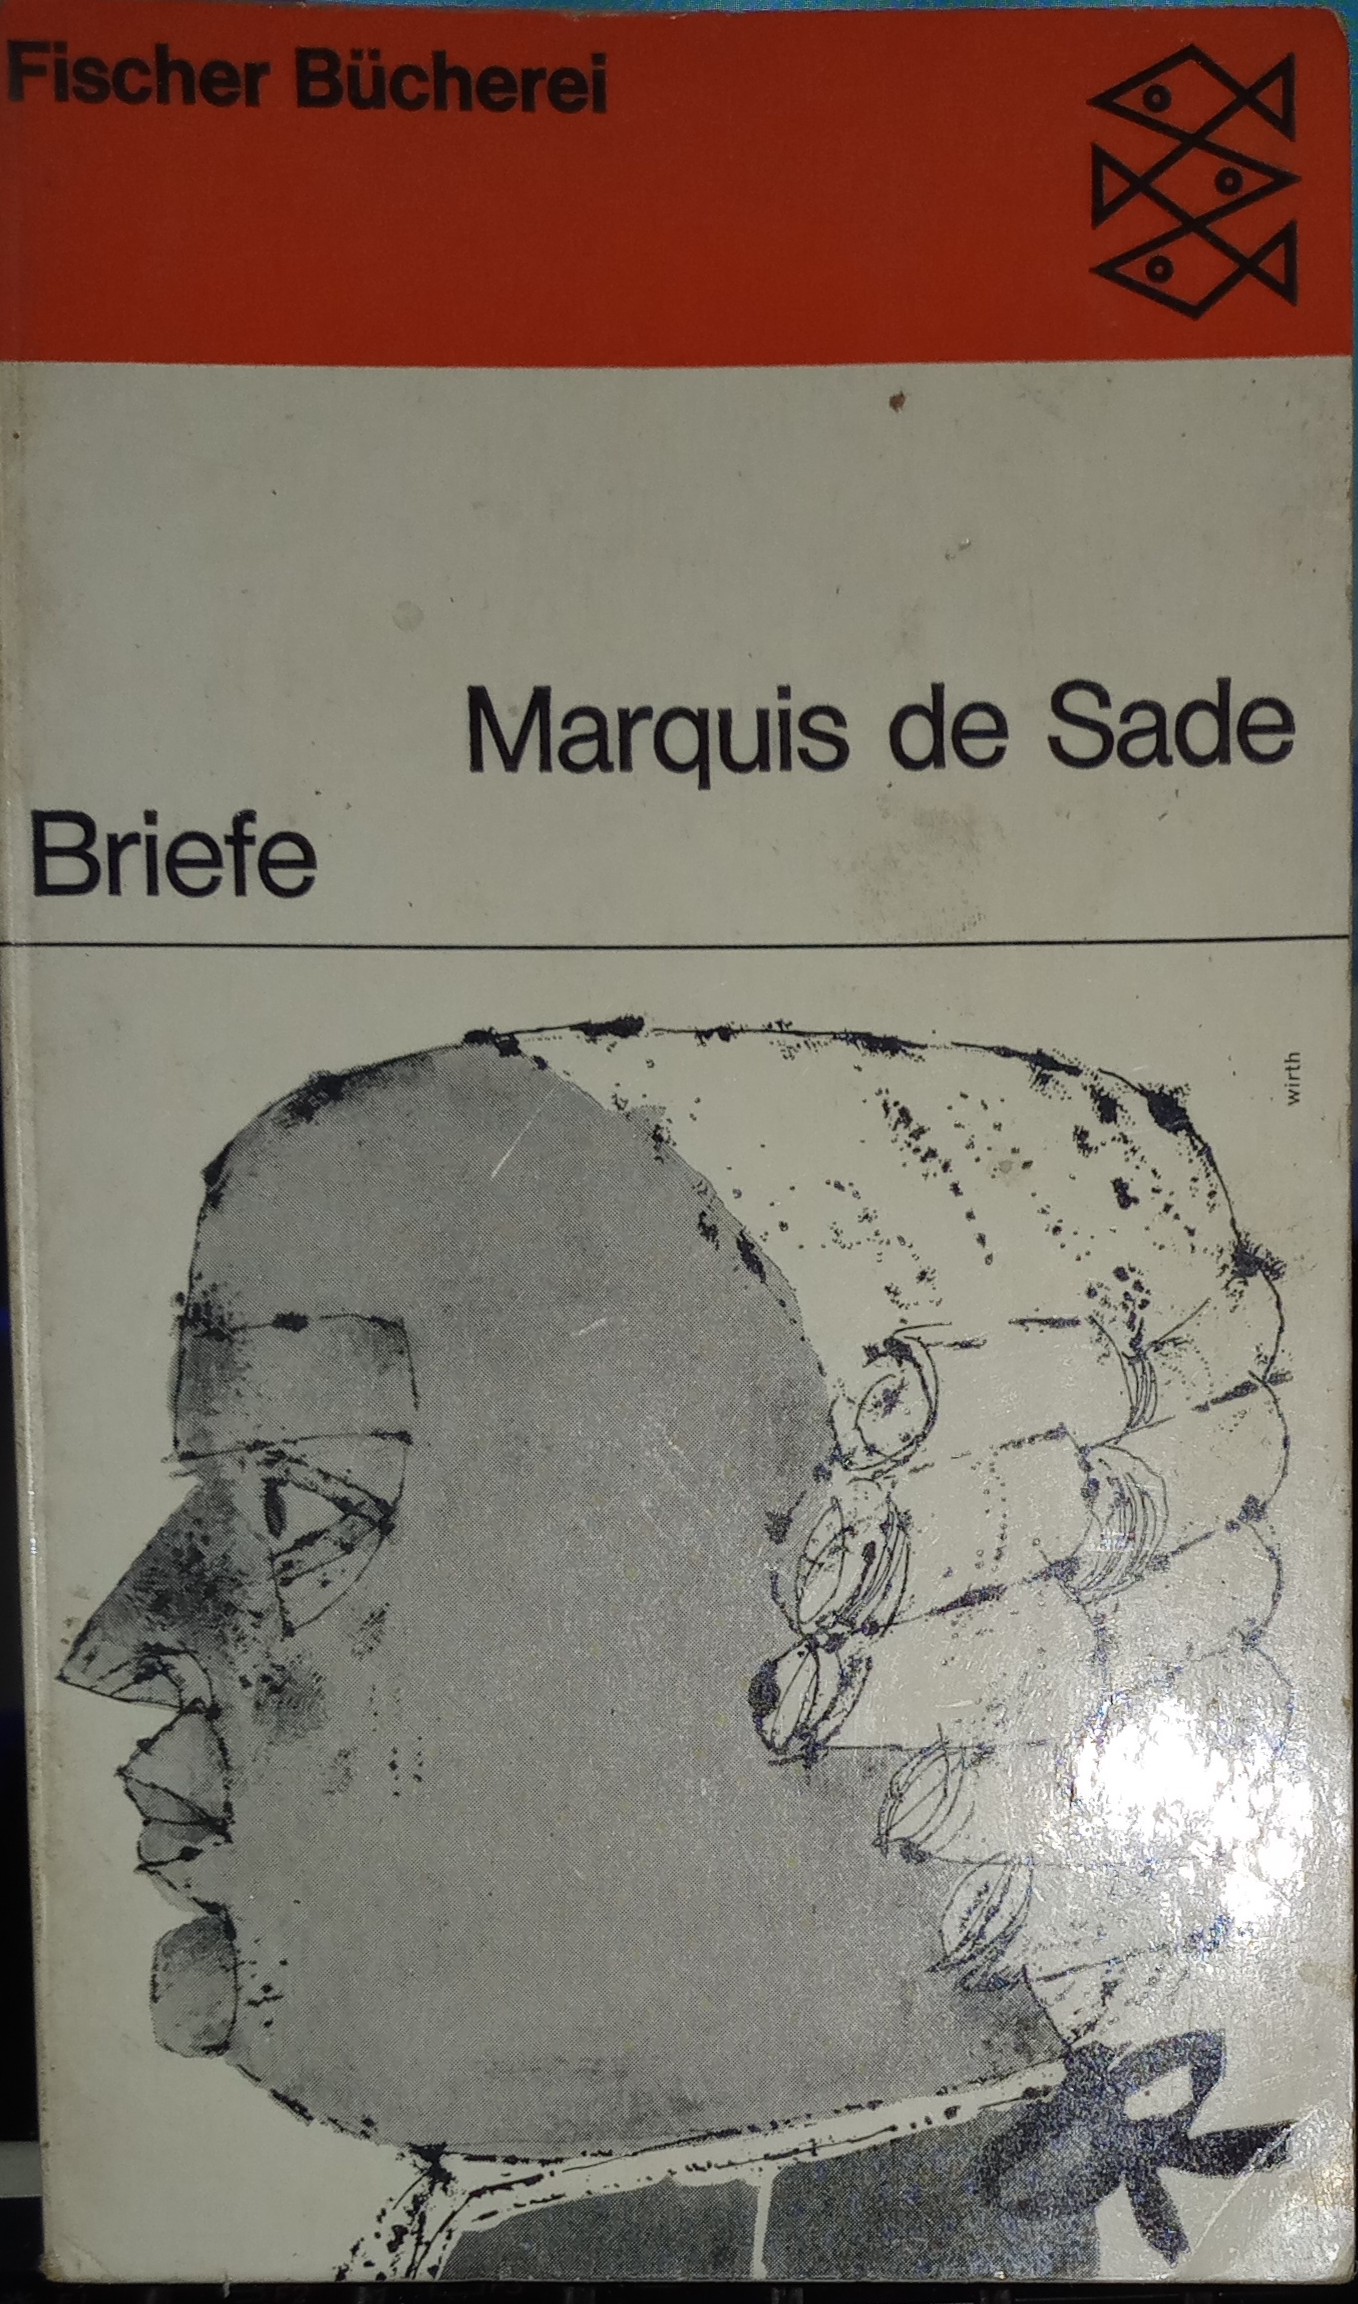 Fischer Bücherei
Marquis de Sade
Briefe
wirth